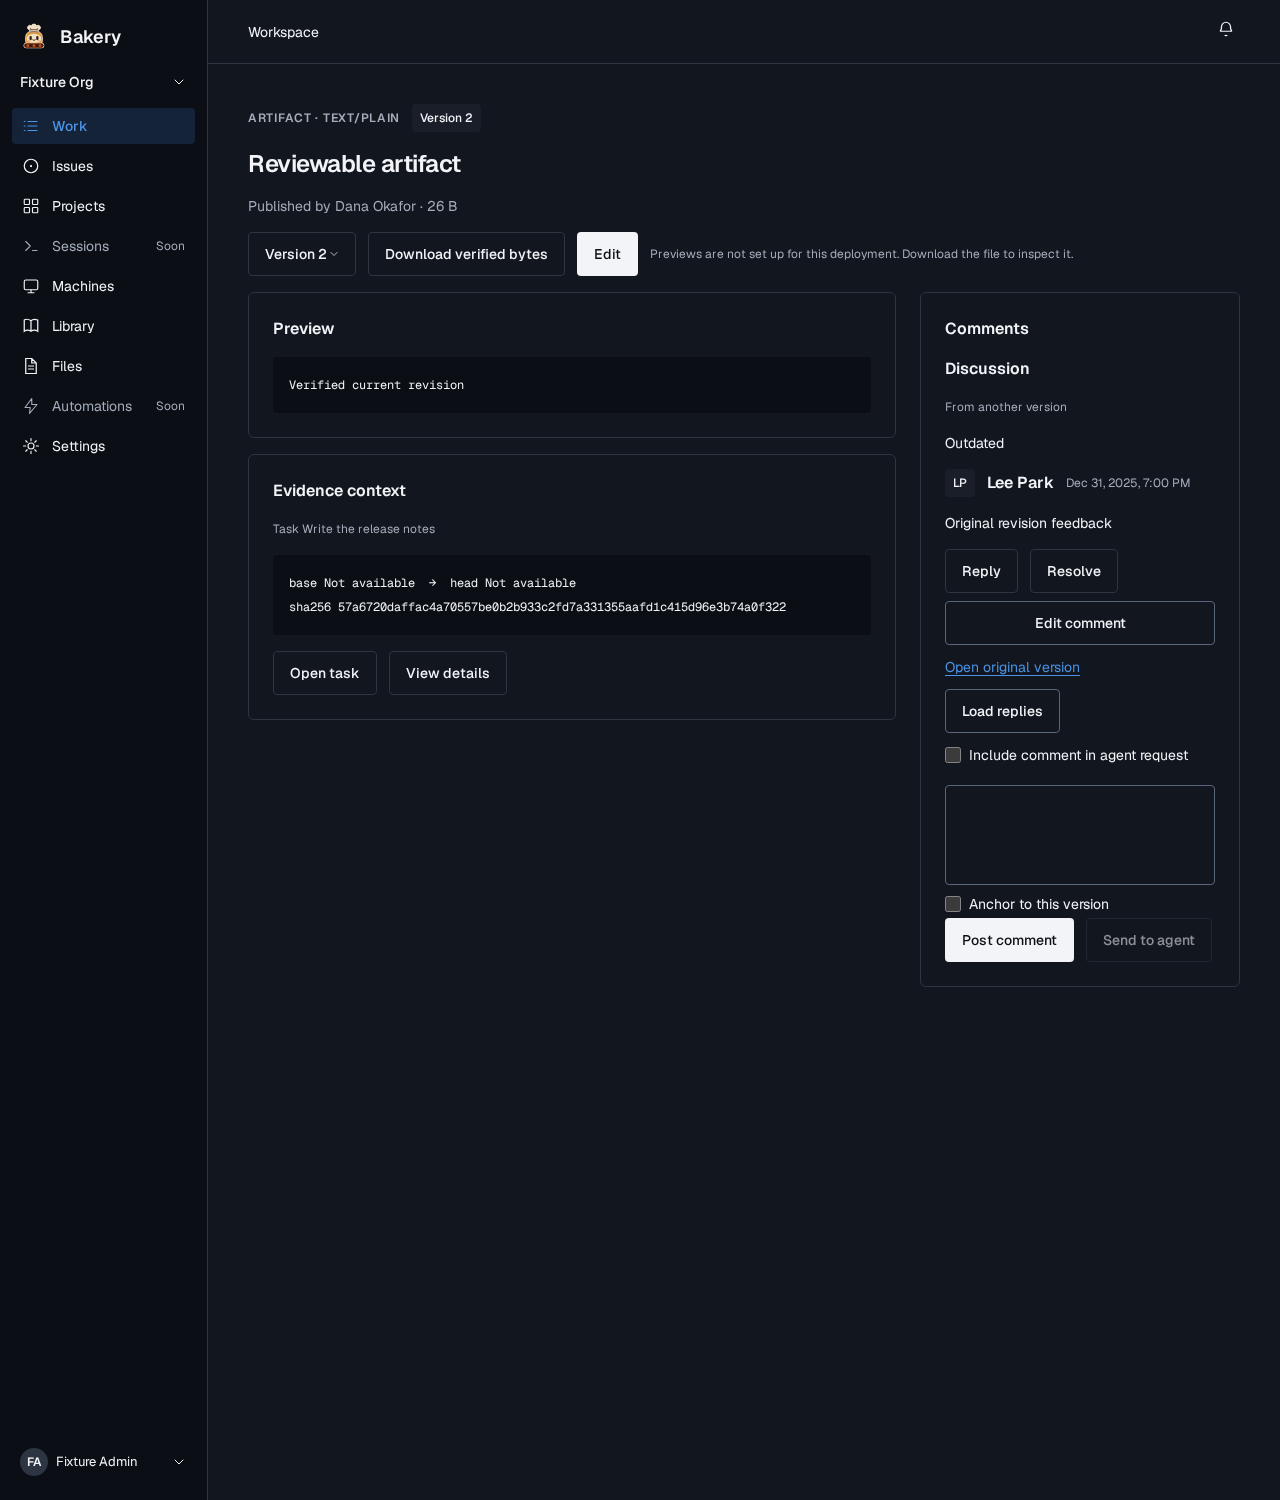 Bakery
Fixture Org
Work
Issues
Projects
Sessions Soon
Machines
Library
Files
Automations Soon
Settings
FA Fixture Admin
Workspace
ARTIFACT · TEXT/PLAIN Version 2
Reviewable artifact
Published by Dana Okafor · 26 B
Version 2 Download verified bytes Edit Previews are not set up for this deployment. Download the file to inspect it.
Preview
Verified current revision
Evidence context
Task Write the release notes
base Not available → head Not available
sha256 57a6720daffac4a70557be0b2b933c2fd7a331355aafd1c415d96e3b74a0f322
Open task View details
Comments
Discussion
From another version
Outdated
LP Lee Park Dec 31, 2025, 7:00 PM
Original revision feedback
Reply Resolve
Edit comment
Open original version
Load replies
Include comment in agent request
Anchor to this version
Post comment Send to agent